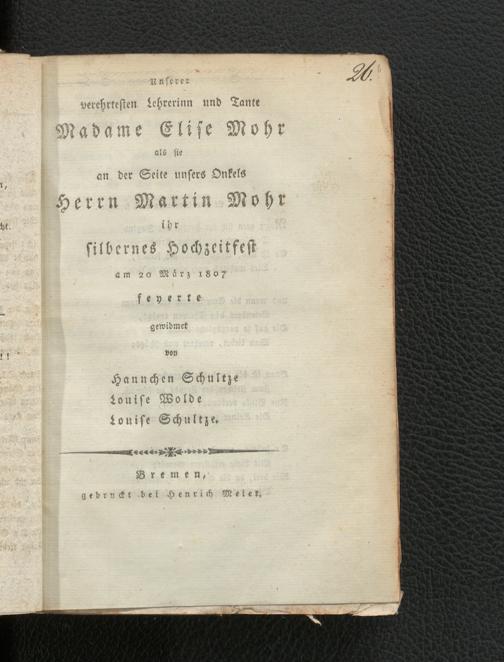 26.
Unserer
verehrtesten Lehrerinn und Tante
Madame Elise Mohr
als sie
an der Seite unsers Onkels
Herrn Martin Mohr
ihr
silbernes Hochzeitfest
am 20 März 1807
feyerte
gewidmet
von
Hannchen Schultze
Louise Wolde
Louise Schultze.
Bremen,
gedruckt bei Henrich Meier.